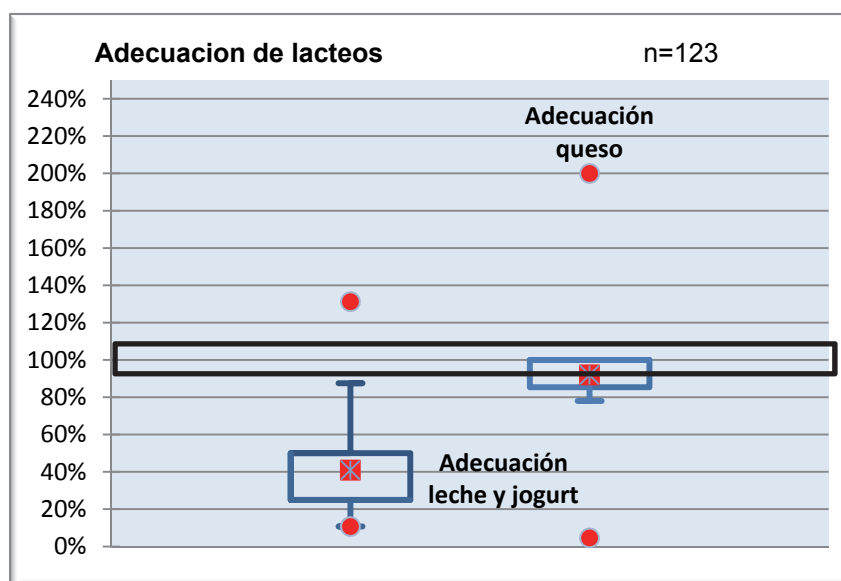 Adecuacion de lacteos n=123
240%
220%
200%
180%
160%
140%
120%
100%
80%
60%
40%
20%
0%
Adecuación
queso
Adecuación
leche y jogurt